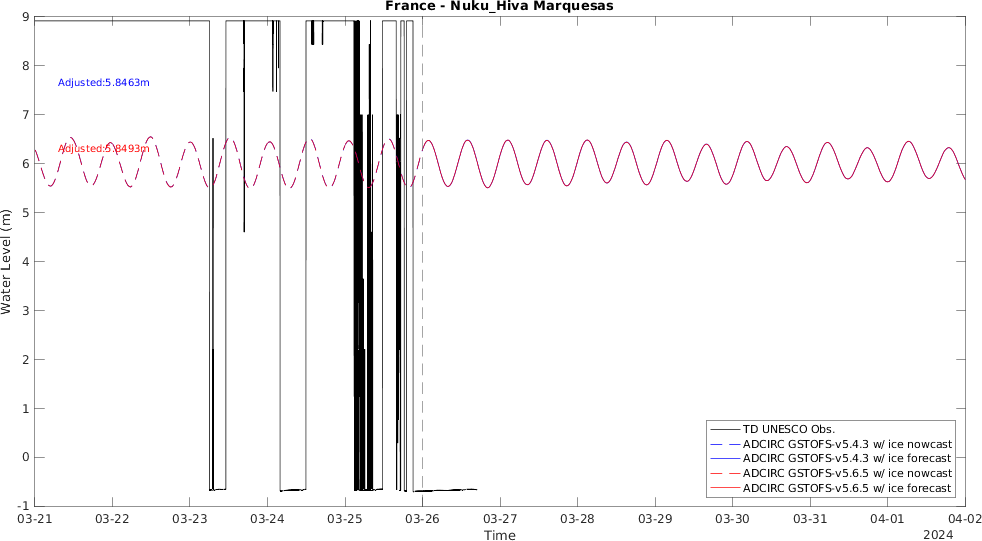 France - Nuku_Hiva Marquesas
9
8
7
6
5
4
3
2
1
0
-1
Water Level (m)
Adjusted:5.8463m
Adjusted:5.8493m
TD UNESCO Obs.
ADCIRC GSTOFS-v5.4.3 w/ ice nowcast
ADCIRC GSTOFS-v5.4.3 w/ ice forecast
ADCIRC GSTOFS-v5.6.5 w/ ice nowcast
ADCIRC GSTOFS-v5.6.5 w/ ice forecast
03-21 03-22 03-23 03-24 03-25 03-26 03-27 03-28 03-29 03-30 03-31 04-01 04-02
Time
2024